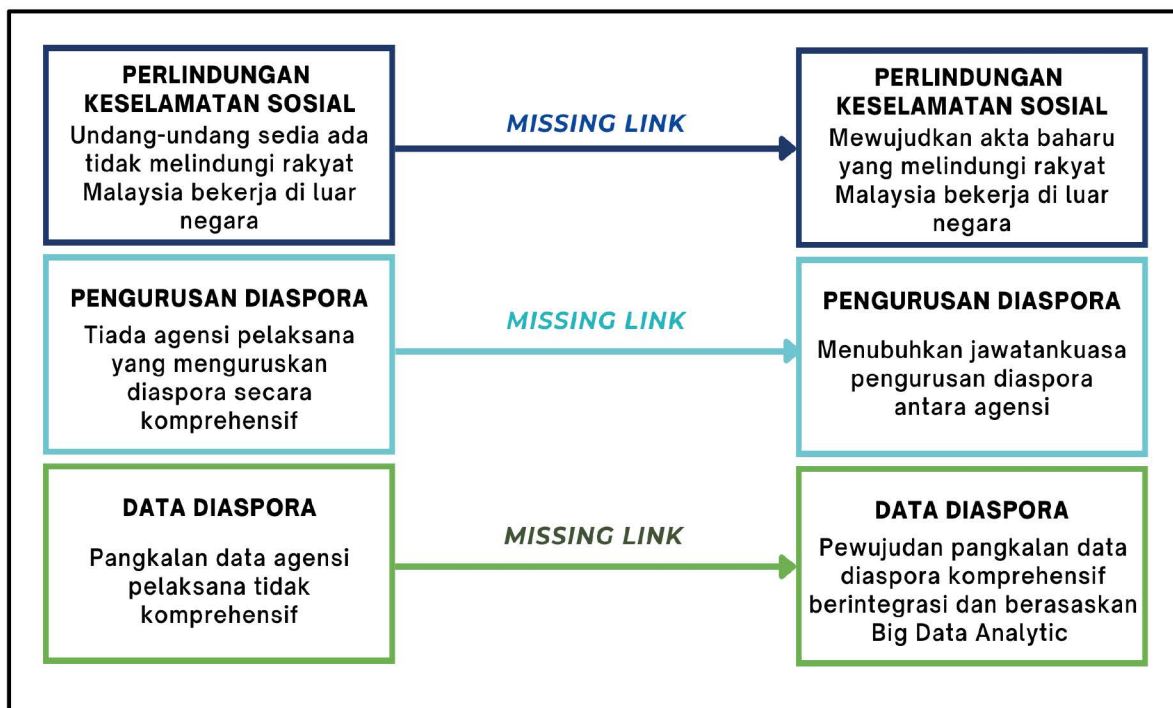 PERLINDUNGAN
KESELAMATAN SOSIAL
Undang-undang sedia ada
tidak melindungi rakyat
Malaysia bekerja di luar
negara
MISSING LINK
PERLINDUNGAN
KESELAMATAN SOSIAL
Mewujudkan akta baharu
yang melindungi rakyat
Malaysia bekerja di luar
negara
PENGURUSAN DIASPORA
Tiada agensi pelaksana
yang menguruskan
diaspora secara
komprehensif
MISSING LINK
PENGURUSAN DIASPORA
Menubuhkan jawatankuasa
pengurusan diaspora
antara agensi
DATA DIASPORA
Pangkalan data agensi
pelaksana tidak
komprehensif
MISSING LINK
DATA DIASPORA
Pewujudan pangkalan data
diaspora komprehensif
berintegrasi dan berasaskan
Big Data Analytic